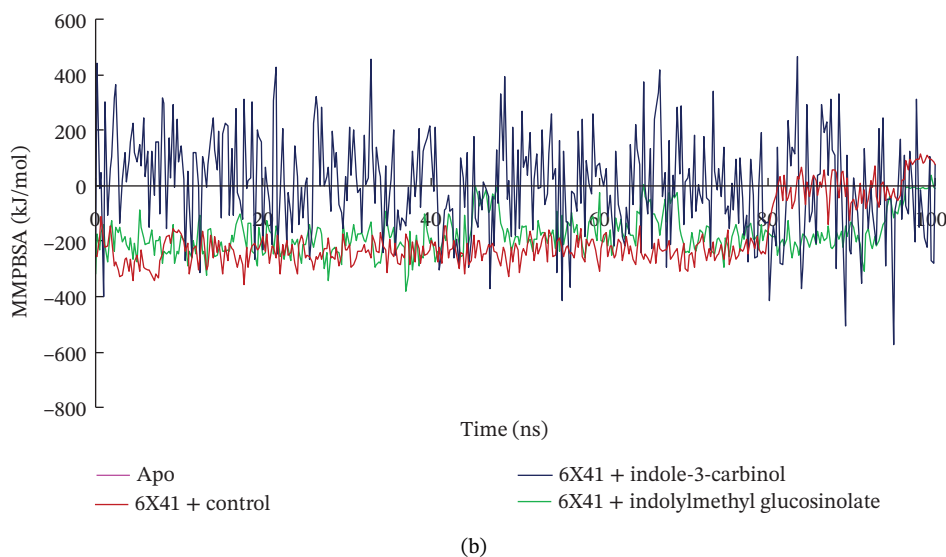 600
400
200
0
−200
−400
−600
−800
MMPBSA (kJ/mol)
0 20 40 60 80 100
Time (ns)
Apo
6X41 + control
6X41 + indole-3-carbinol
6X41 + indolylmethyl glucosinolate
(b)